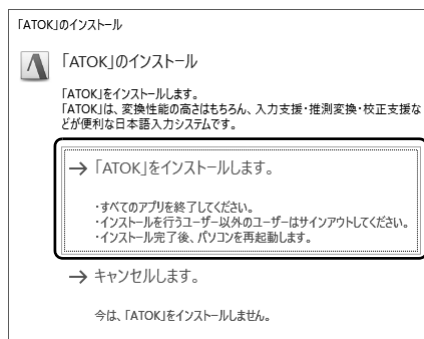 「ATOK」のインストール
「ATOK」のインストール
「ATOK」をインストールします。
「ATOK」は、変換性能の高さはもちろん、入力支援・推測変換・校正支援な
どが便利な日本語入力システムです。
→「ATOK」をインストールします。
・すべてのアプリを終了してください。
・インストールを行うユーザー以外のユーザーはサインアウトしてください。
・インストール完了後、パソコンを再起動します。
→ キャンセルします。
今は、「ATOK」をインストールしません。